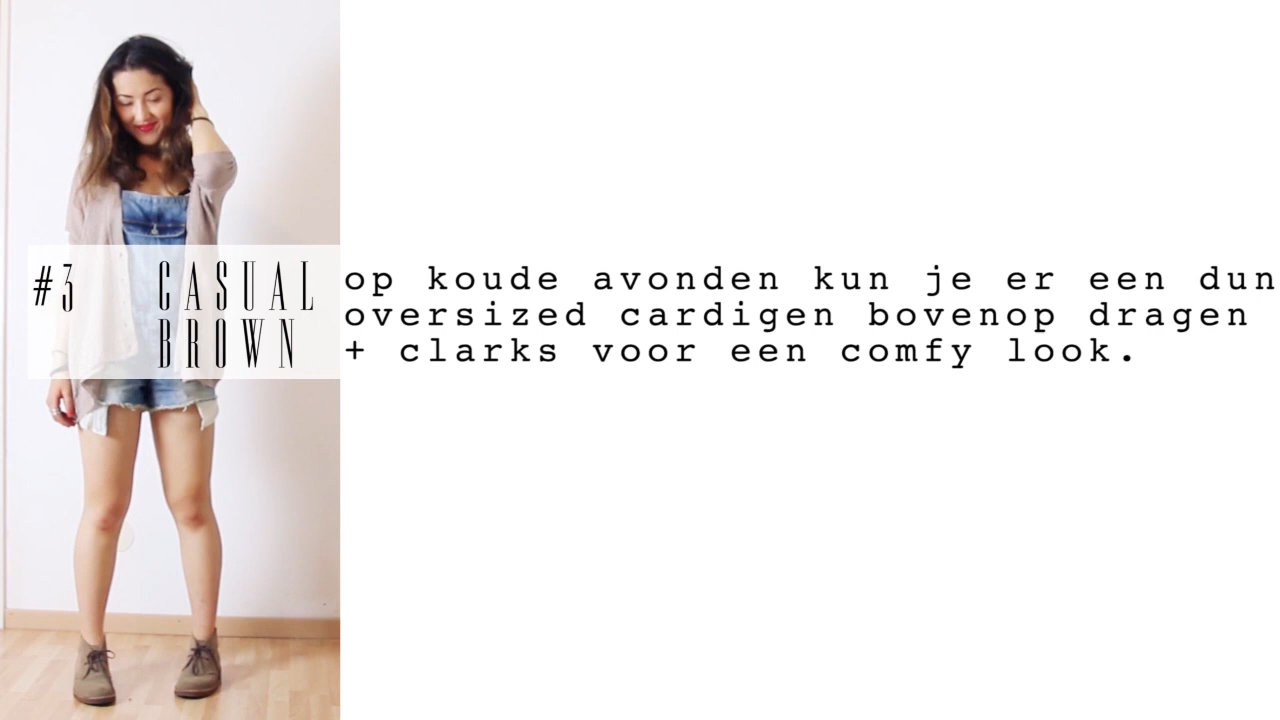 #3 CASUAL
BROWN
op koude avonden kun je er een dun
oversized cardigen bovenop dragen
+ clarks voor een comfy look.